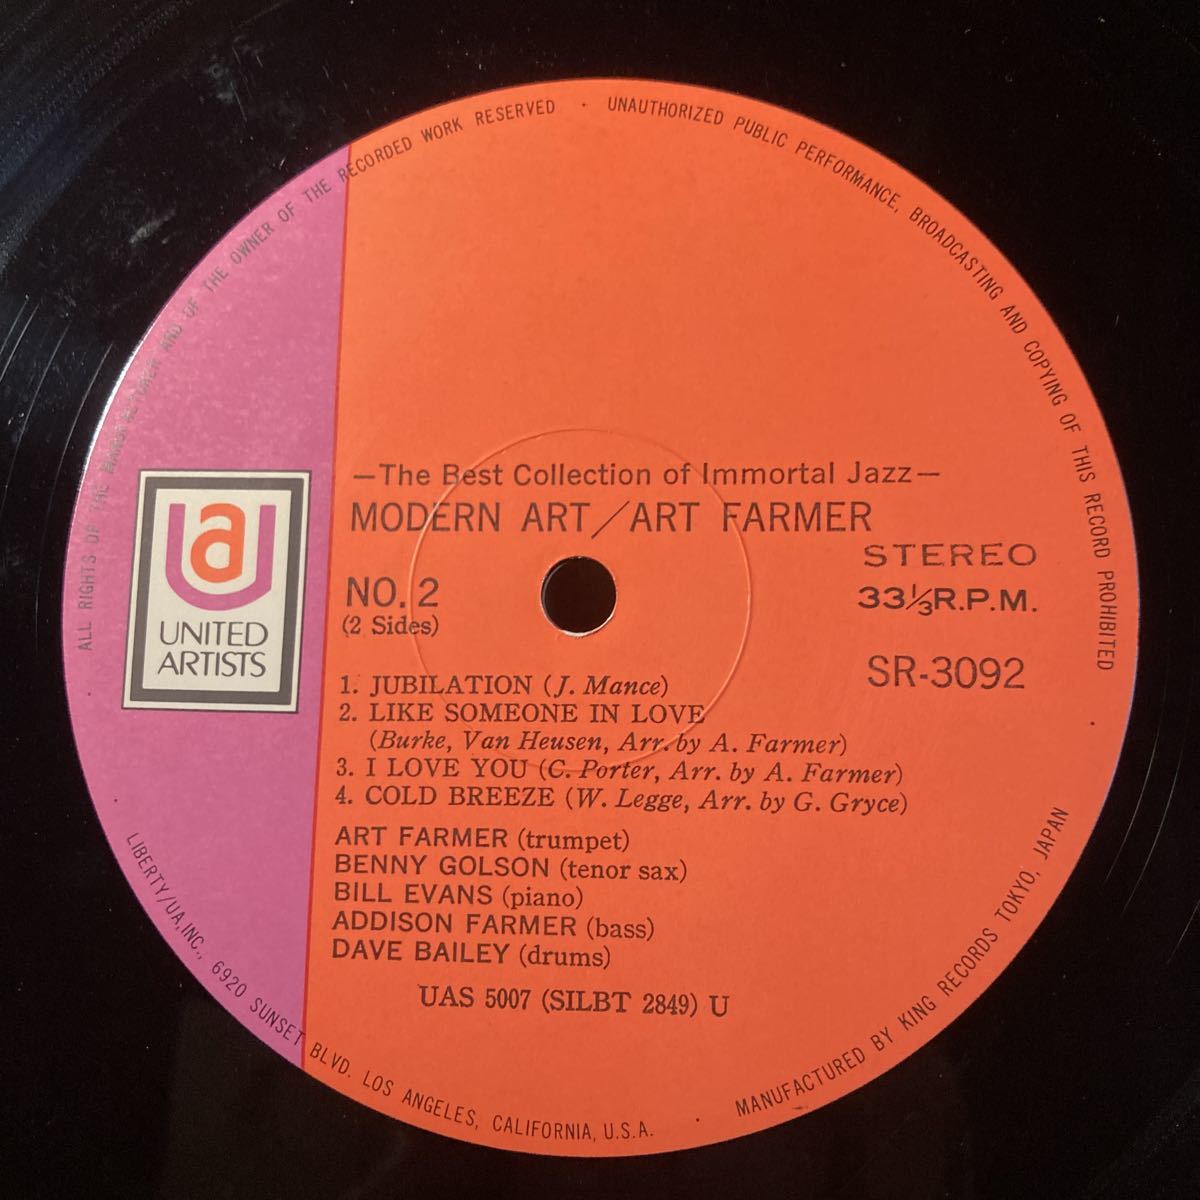 ALL RIGHTS OF THE MANUFACTURER AND OF THE OWNER OF THE RECORDED WORK RESERVED · UNAUTHORIZED PUBLIC PERFORMANCE, BROADCASTING AND COPYING OF THIS RECORD PROHIBITED
—The Best Collection of Immortal Jazz—
MODERN ART/ART FARMER
STEREO
33⅓R.P.M.
SR-3092
NO. 2
(2 Sides)
ua
UNITED
ARTISTS
1. JUBILATION (J. Mance)
2. LIKE SOMEONE IN LOVE
(Burke, Van Heusen, Arr. by A. Farmer)
3. I LOVE YOU (C. Porter, Arr. by A. Farmer)
4. COLD BREEZE (W. Legge, Arr. by G. Gryce)
ART FARMER (trumpet)
BENNY GOLSON (tenor sax)
BILL EVANS (piano)
ADDISON FARMER (bass)
DAVE BAILEY (drums)
UAS 5007 (SILBT 2849) U
LIBERTY/UA, INC., 6920 SUNSET BLVD. LOS ANGELES, CALIFORNIA, U.S.A. · MANUFACTURED BY KING RECORDS TOKYO, JAPAN